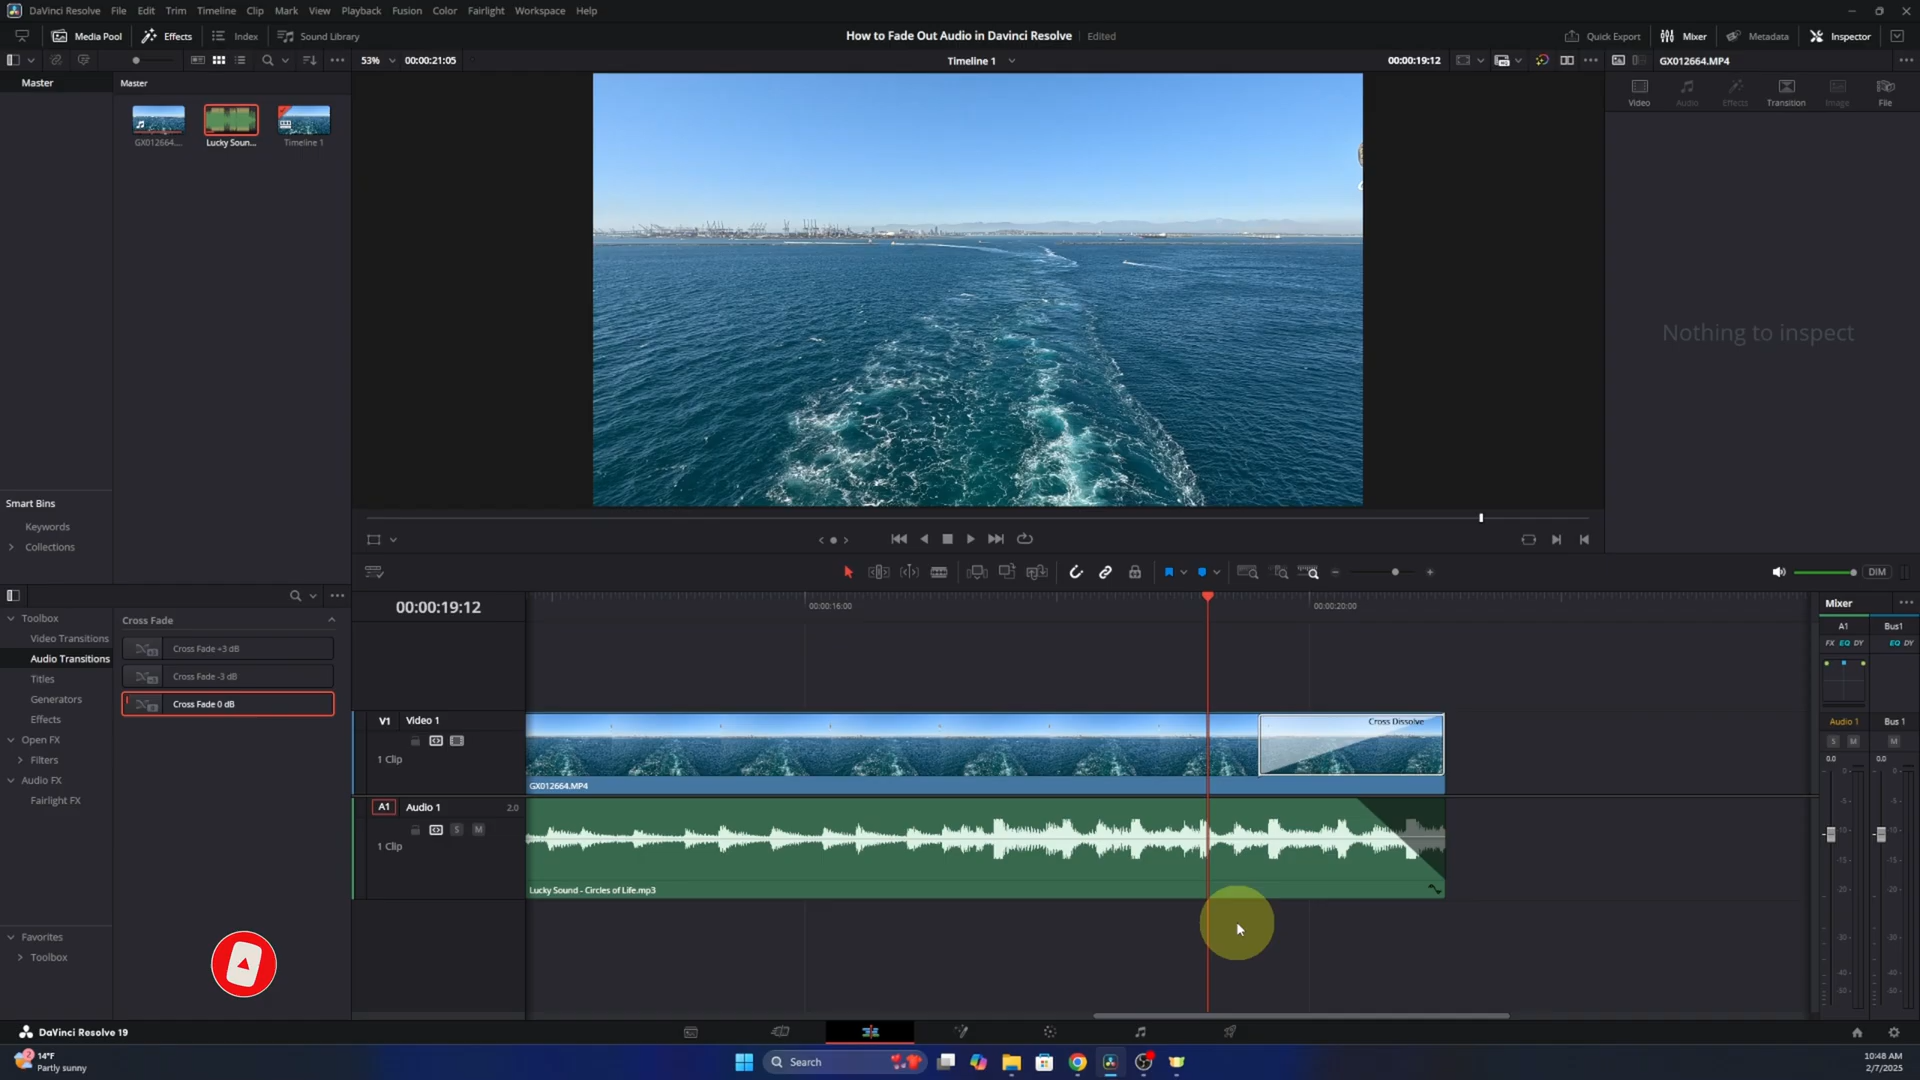 DaVinci Resolve File Edit Trim Timeline Clip Mark View Playback Fusion Color Fairlight Workspace Help
Media Pool Effects Index Sound Library How to Fade Out Audio in Davinci Resolve Edited Quick Export Mixer Metadata Inspector
53% 00:00:21:05 Timeline 1 00:00:19:12 GX012664.MP4
Master Master
Video Audio Effects Transition Image File
GX012664.... Lucky Soun... Timeline 1
Nothing to inspect
Smart Bins
Keywords
Collections
DIM
00:00:19:12 00:00:16:00 00:00:20:00 Mixer
Toolbox Cross Fade
A1 Bus1
Video Transitions Cross Fade +3 dB FX EQ DY EQ DY
Audio Transitions
Titles Cross Fade -3 dB
Generators Cross Fade 0 dB
Effects V1 Video 1 Cross Dissolve Audio 1 Bus 1
Open FX S M M
Filters 1 Clip 0.0 0.0
Audio FX GX012664.MP4
Fairlight FX A1 Audio 1 2.0
S M
1 Clip
Lucky Sound - Circles of Life.mp3
Favorites
Toolbox
DaVinci Resolve 19
14°F
Partly sunny
Search
10:48 AM
2/7/2025